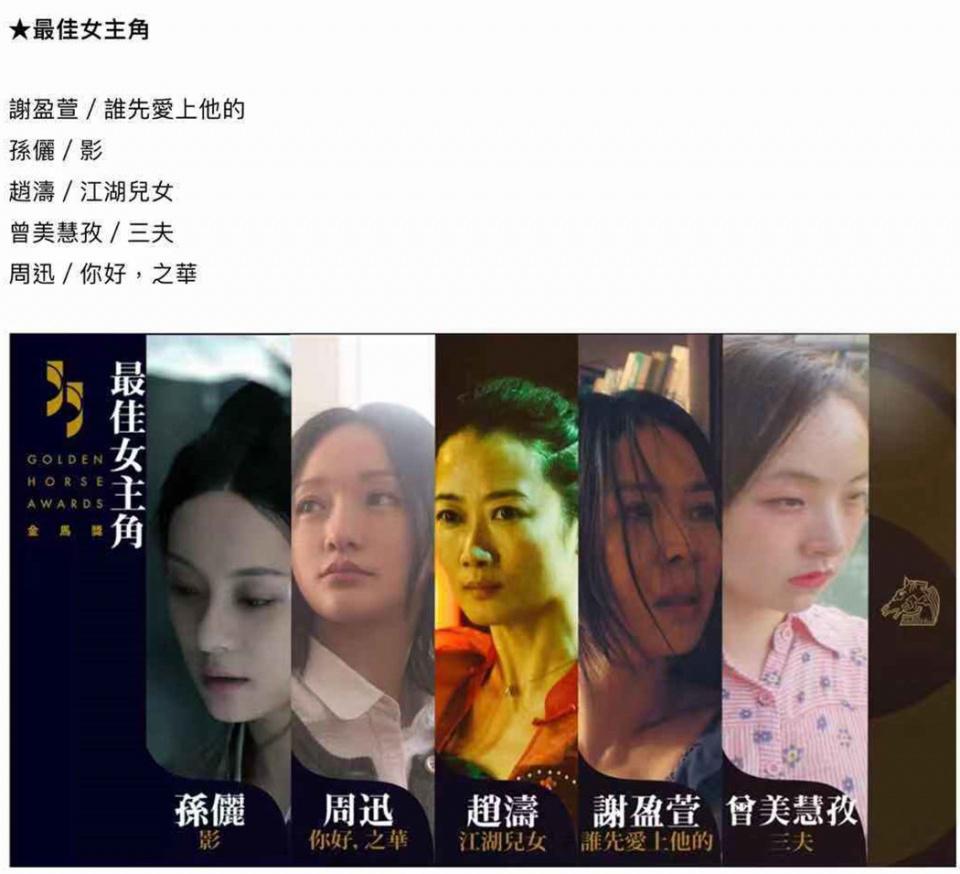 ★最佳女主角
謝盈萱 / 誰先愛上他的
孫儷 / 影
趙濤 / 江湖兒女
曾美慧孜 / 三夫
周迅 / 你好，之華
GOLDEN
HORSE
AWARDS
金馬獎
最佳女主角
孫儷
影
周迅
你好, 之華
趙濤
江湖兒女
謝盈萱
誰先愛上他的
曾美慧孜
三夫